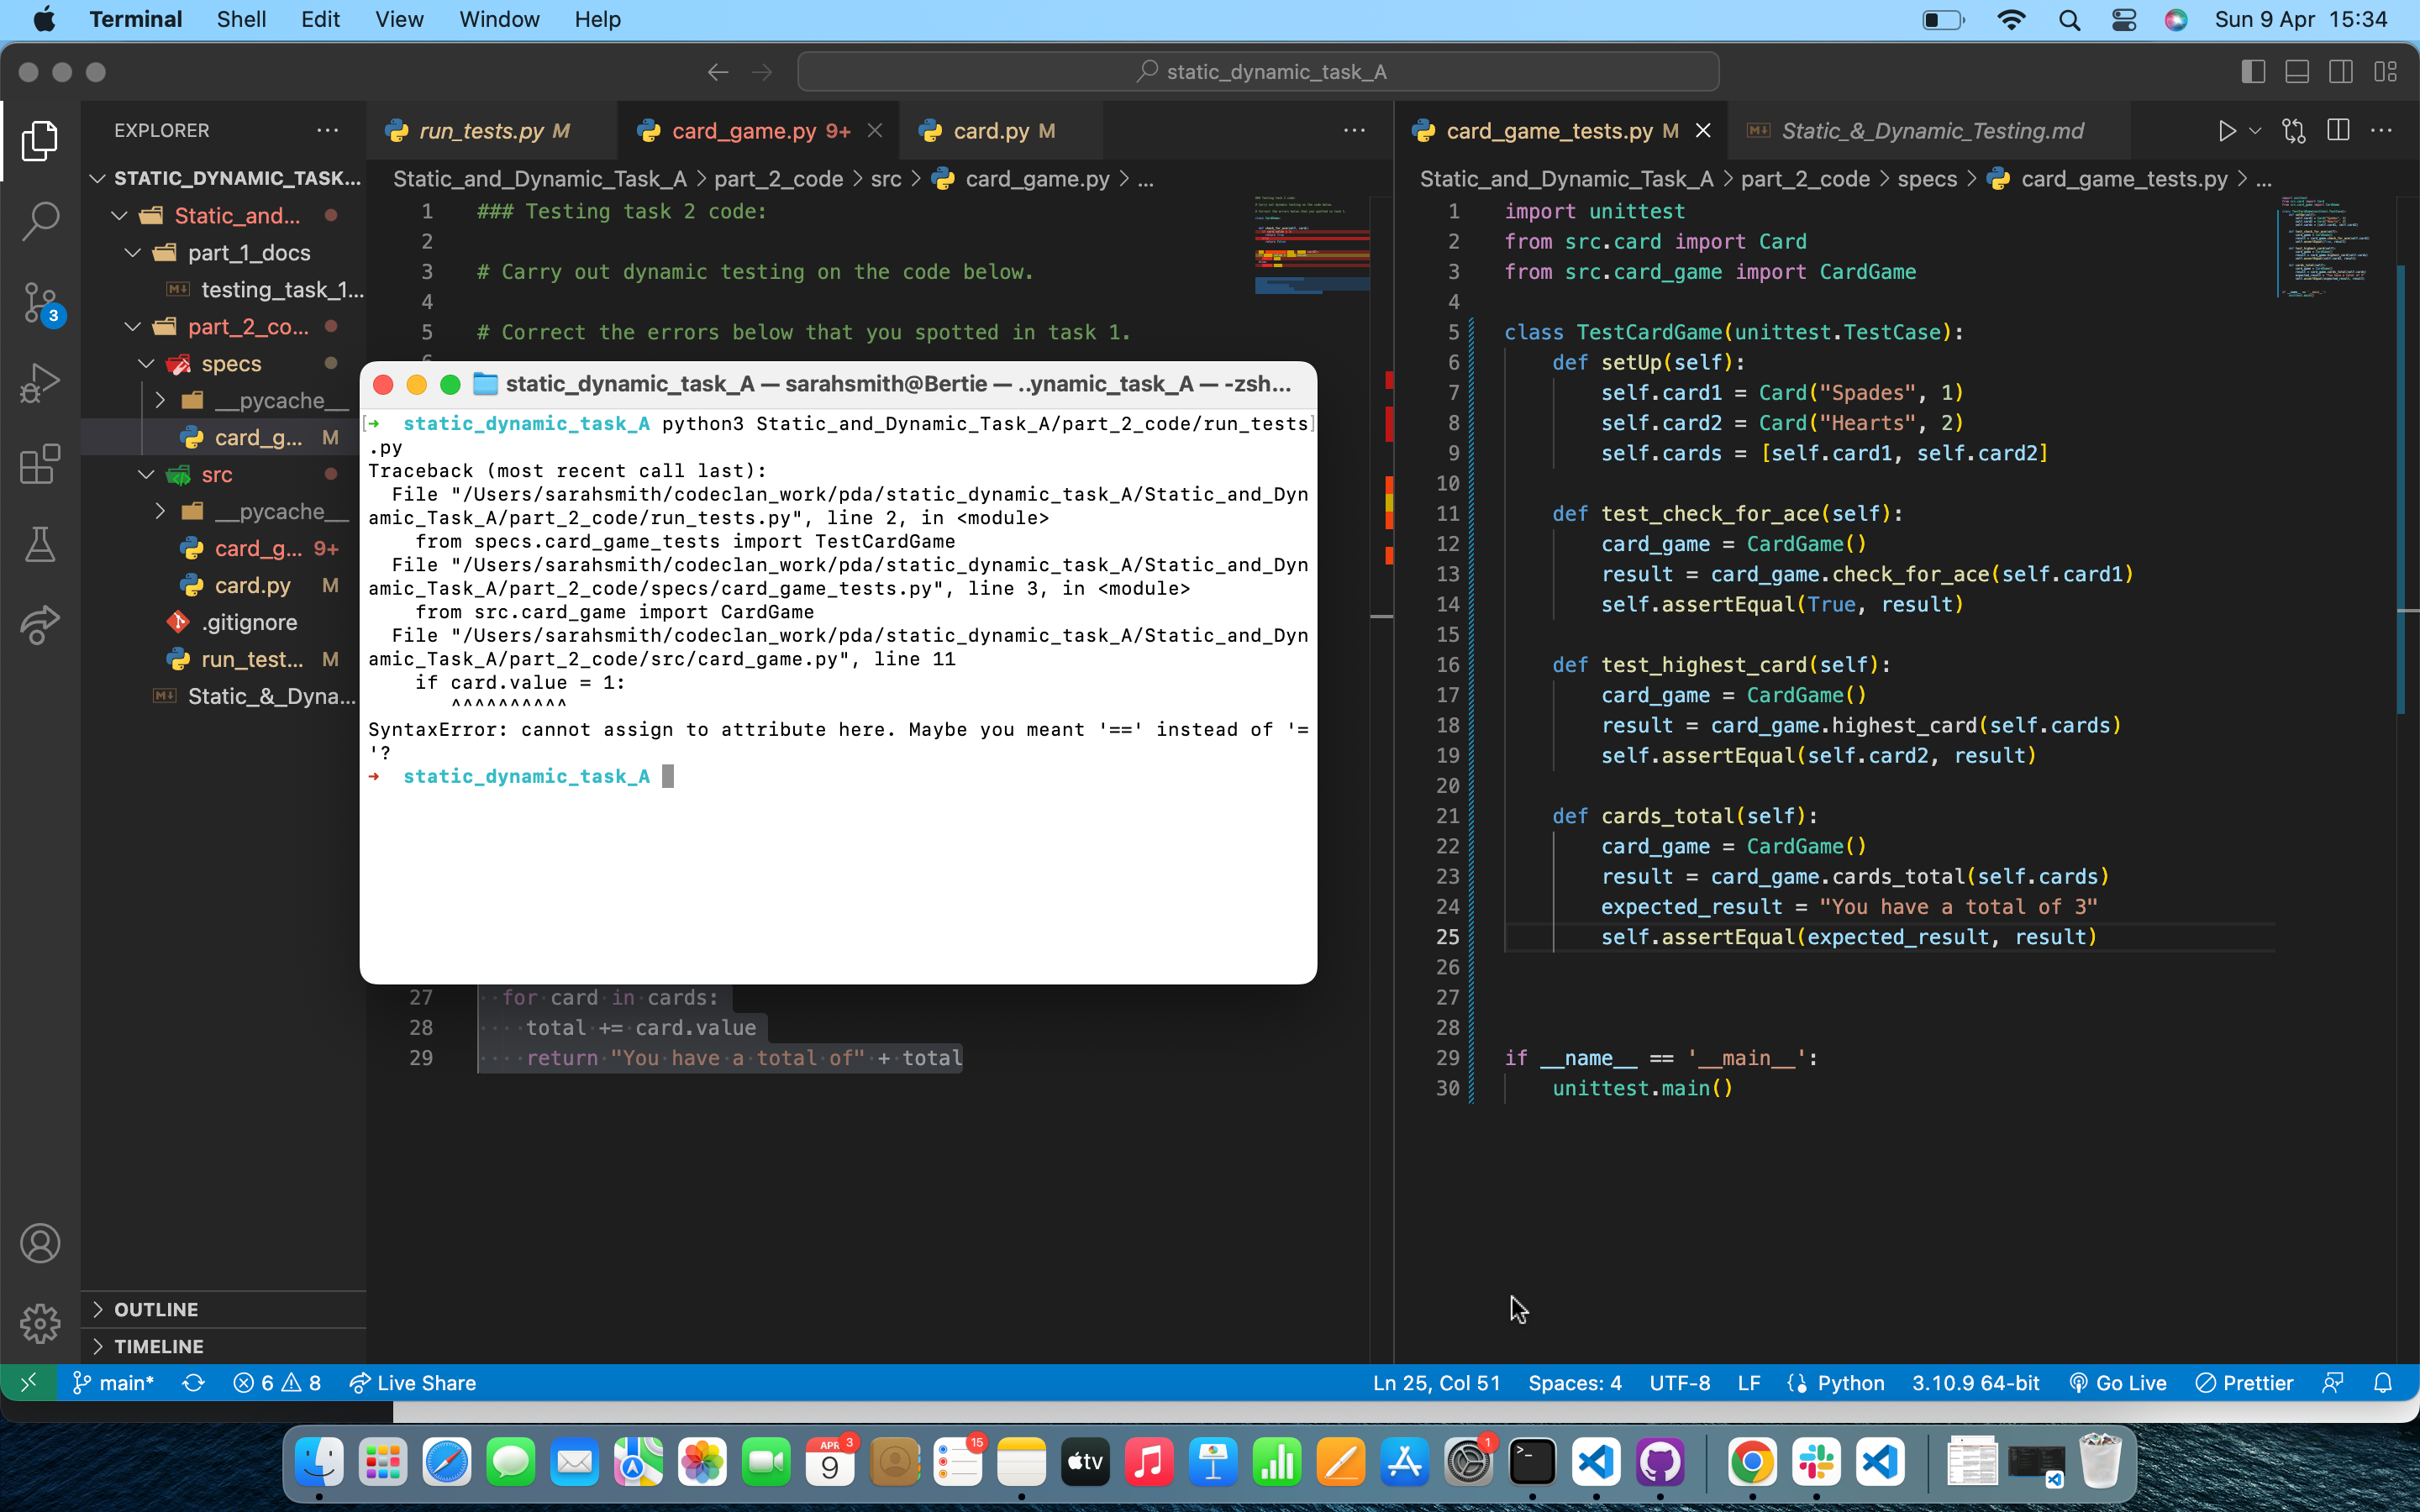 Terminal Shell Edit View Window Help Sun 9 Apr 15:34
static_dynamic_task_A
EXPLORER
STATIC_DYNAMIC_TASK...
Static_and...
part_1_docs
testing_task_1...
part_2_co...
specs
__pycache__
card_g... M
src
__pycache__
card_g... 9+
card.py M
.gitignore
run_test... M
Static_&_Dyna...
OUTLINE
TIMELINE
3
run_tests.py M
card_game.py 9+
card.py M
Static_and_Dynamic_Task_A > part_2_code > src > card_game.py > ...
1 ### Testing task 2 code:
2
3 # Carry out dynamic testing on the code below.
4
5 # Correct the errors below that you spotted in task 1.
static_dynamic_task_A — sarahsmith@Bertie — ..ynamic_task_A — -zsh...
[→ static_dynamic_task_A python3 Static_and_Dynamic_Task_A/part_2_code/run_tests]
.py
Traceback (most recent call last):
File "/Users/sarahsmith/codeclan_work/pda/static_dynamic_task_A/Static_and_Dyn
amic_Task_A/part_2_code/run_tests.py", line 2, in <module>
from specs.card_game_tests import TestCardGame
File "/Users/sarahsmith/codeclan_work/pda/static_dynamic_task_A/Static_and_Dyn
amic_Task_A/part_2_code/specs/card_game_tests.py", line 3, in <module>
from src.card_game import CardGame
File "/Users/sarahsmith/codeclan_work/pda/static_dynamic_task_A/Static_and_Dyn
amic_Task_A/part_2_code/src/card_game.py", line 11
if card.value = 1:
^^^^^^^^^^
SyntaxError: cannot assign to attribute here. Maybe you meant '==' instead of '=
'?
→ static_dynamic_task_A
27 for card in cards:
28 total += card.value
29 return "You have a total of" + total
card_game_tests.py M
Static_&_Dynamic_Testing.md
Static_and_Dynamic_Task_A > part_2_code > specs > card_game_tests.py > ...
1 import unittest
2 from src.card import Card
3 from src.card_game import CardGame
4
5 class TestCardGame(unittest.TestCase):
6 def setUp(self):
7 self.card1 = Card("Spades", 1)
8 self.card2 = Card("Hearts", 2)
9 self.cards = [self.card1, self.card2]
10
11 def test_check_for_ace(self):
12 card_game = CardGame()
13 result = card_game.check_for_ace(self.card1)
14 self.assertEqual(True, result)
15
16 def test_highest_card(self):
17 card_game = CardGame()
18 result = card_game.highest_card(self.cards)
19 self.assertEqual(self.card2, result)
20
21 def cards_total(self):
22 card_game = CardGame()
23 result = card_game.cards_total(self.cards)
24 expected_result = "You have a total of 3"
25 self.assertEqual(expected_result, result)
26
27
28
29 if __name__ == '__main__':
30 unittest.main()
main* 6 8 Live Share
Ln 25, Col 51 Spaces: 4 UTF-8 LF Python 3.10.9 64-bit Go Live Prettier
APR 9 3
15
tv
1